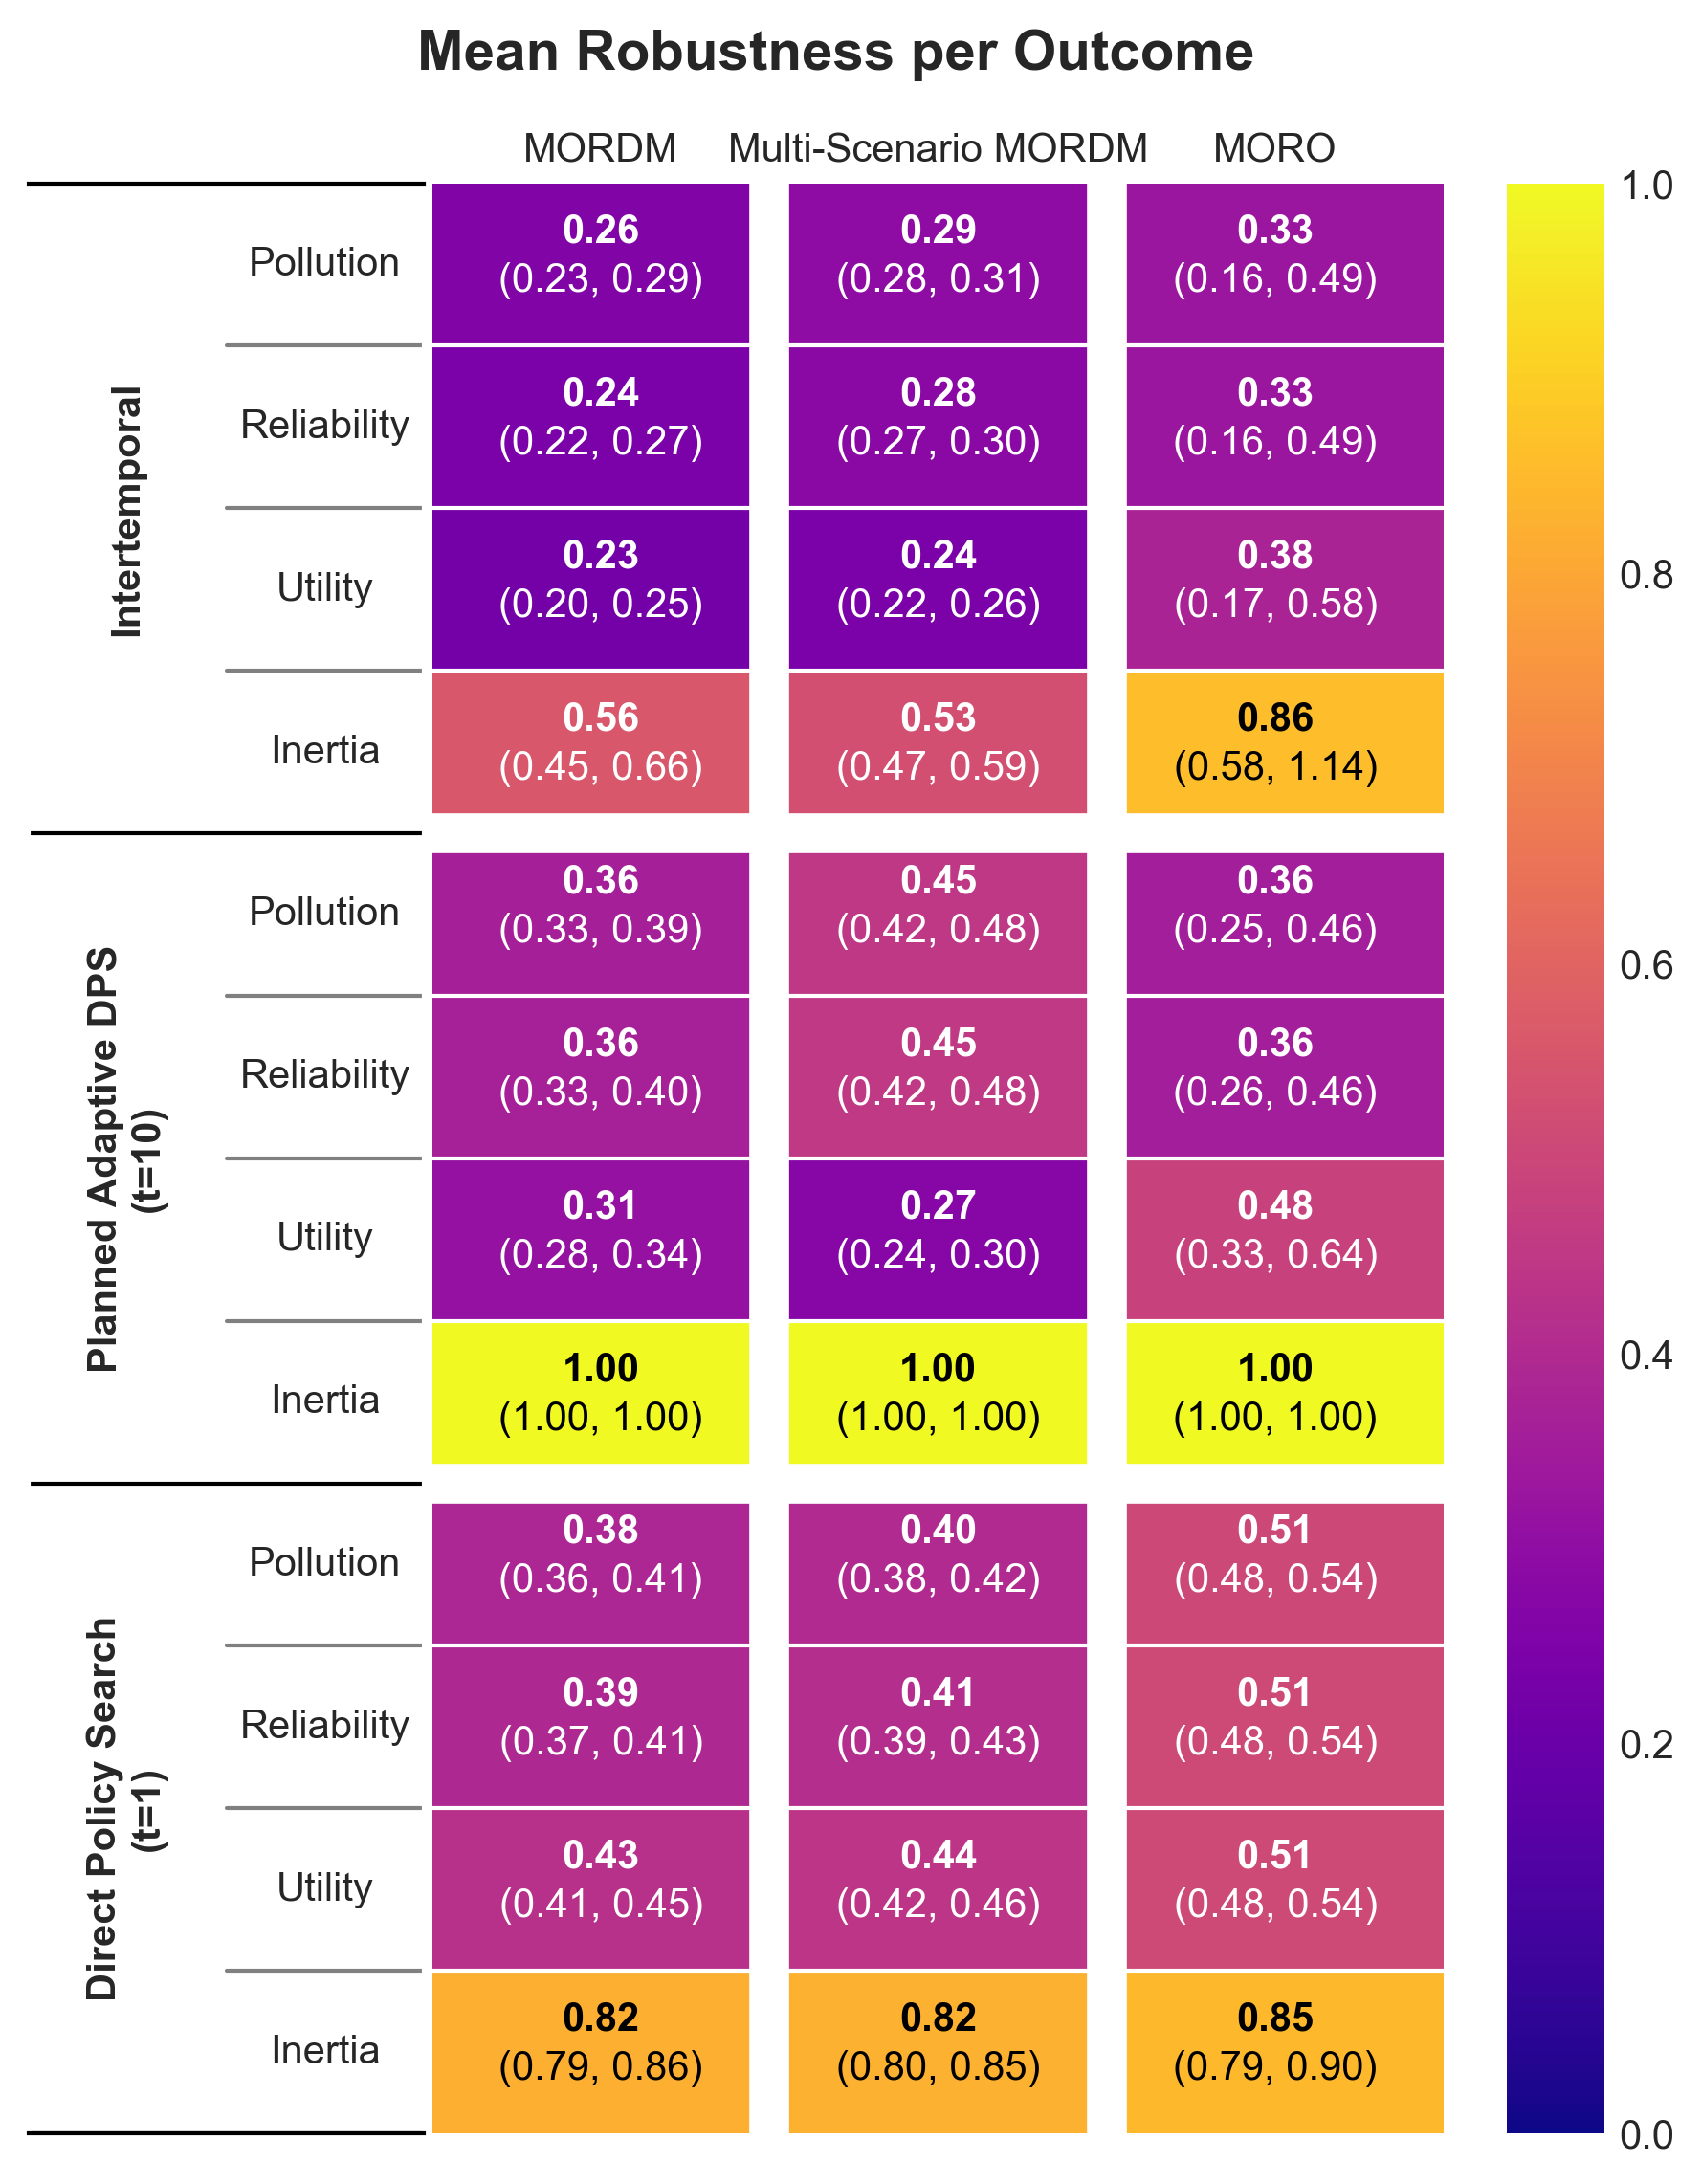 Mean Robustness per Outcome
MORDM Multi-Scenario MORDM MORO
Intertemporal
Pollution
0.26 0.29 0.33
(0.23, 0.29) (0.28, 0.31) (0.16, 0.49)
Reliability
0.24 0.28 0.33
(0.22, 0.27) (0.27, 0.30) (0.16, 0.49)
Utility
0.23 0.24 0.38
(0.20, 0.25) (0.22, 0.26) (0.17, 0.58)
Inertia
0.56 0.53 0.86
(0.45, 0.66) (0.47, 0.59) (0.58, 1.14)
Planned Adaptive DPS
(t=10)
Pollution
0.36 0.45 0.36
(0.33, 0.39) (0.42, 0.48) (0.25, 0.46)
Reliability
0.36 0.45 0.36
(0.33, 0.40) (0.42, 0.48) (0.26, 0.46)
Utility
0.31 0.27 0.48
(0.28, 0.34) (0.24, 0.30) (0.33, 0.64)
Inertia
1.00 1.00 1.00
(1.00, 1.00) (1.00, 1.00) (1.00, 1.00)
Direct Policy Search
(t=1)
Pollution
0.38 0.40 0.51
(0.36, 0.41) (0.38, 0.42) (0.48, 0.54)
Reliability
0.39 0.41 0.51
(0.37, 0.41) (0.39, 0.43) (0.48, 0.54)
Utility
0.43 0.44 0.51
(0.41, 0.45) (0.42, 0.46) (0.48, 0.54)
Inertia
0.82 0.82 0.85
(0.79, 0.86) (0.80, 0.85) (0.79, 0.90)
1.0
0.8
0.6
0.4
0.2
0.0